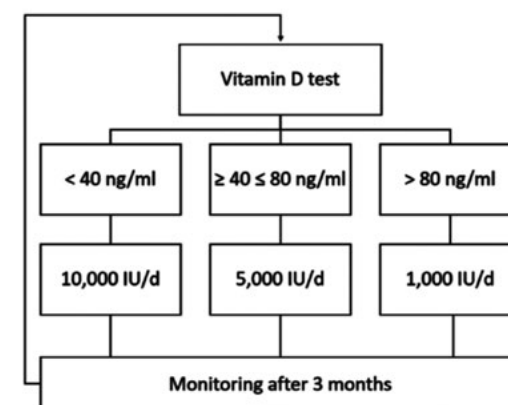 Vitamin D test
< 40 ng/ml
≥ 40 ≤ 80 ng/ml
> 80 ng/ml
10,000 IU/d
5,000 IU/d
1,000 IU/d
Monitoring after 3 months